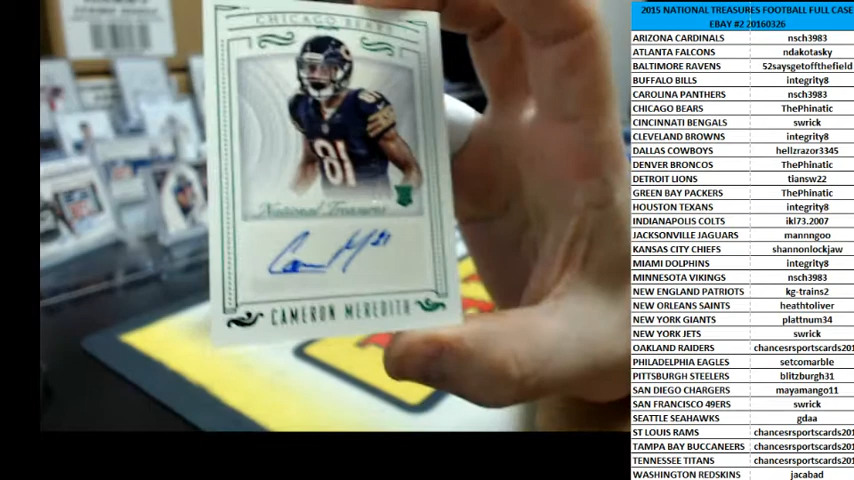 CHICAGO BEARS
81
National Treasures
81
CAMERON MEREDITH
2015 NATIONAL TREASURES FOOTBALL FULL CASE
EBAY #2 20160326
ARIZONA CARDINALS nsch3983
ATLANTA FALCONS ndakotasky
BALTIMORE RAVENS 52saysgetoffthefield
BUFFALO BILLS integrity8
CAROLINA PANTHERS nsch3983
CHICAGO BEARS ThePhinatic
CINCINNATI BENGALS swrick
CLEVELAND BROWNS integrity8
DALLAS COWBOYS hellzrazor3345
DENVER BRONCOS ThePhinatic
DETROIT LIONS tiansw22
GREEN BAY PACKERS ThePhinatic
HOUSTON TEXANS integrity8
INDIANAPOLIS COLTS ikl73.2007
JACKSONVILLE JAGUARS manngoo
KANSAS CITY CHIEFS shannonlockjaw
MIAMI DOLPHINS integrity8
MINNESOTA VIKINGS nsch3983
NEW ENGLAND PATRIOTS kg-trains2
NEW ORLEANS SAINTS heathtoliver
NEW YORK GIANTS plattnum34
NEW YORK JETS swrick
OAKLAND RAIDERS chancesrsportscards201
PHILADELPHIA EAGLES setcomarble
PITTSBURGH STEELERS blitzburgh31
SAN DIEGO CHARGERS mayamango11
SAN FRANCISCO 49ERS swrick
SEATTLE SEAHAWKS gdaa
ST LOUIS RAMS chancesrsportscards201
TAMPA BAY BUCCANEERS chancesrsportscards201
TENNESSEE TITANS chancesrsportscards201
WASHINGTON REDSKINS jacabad